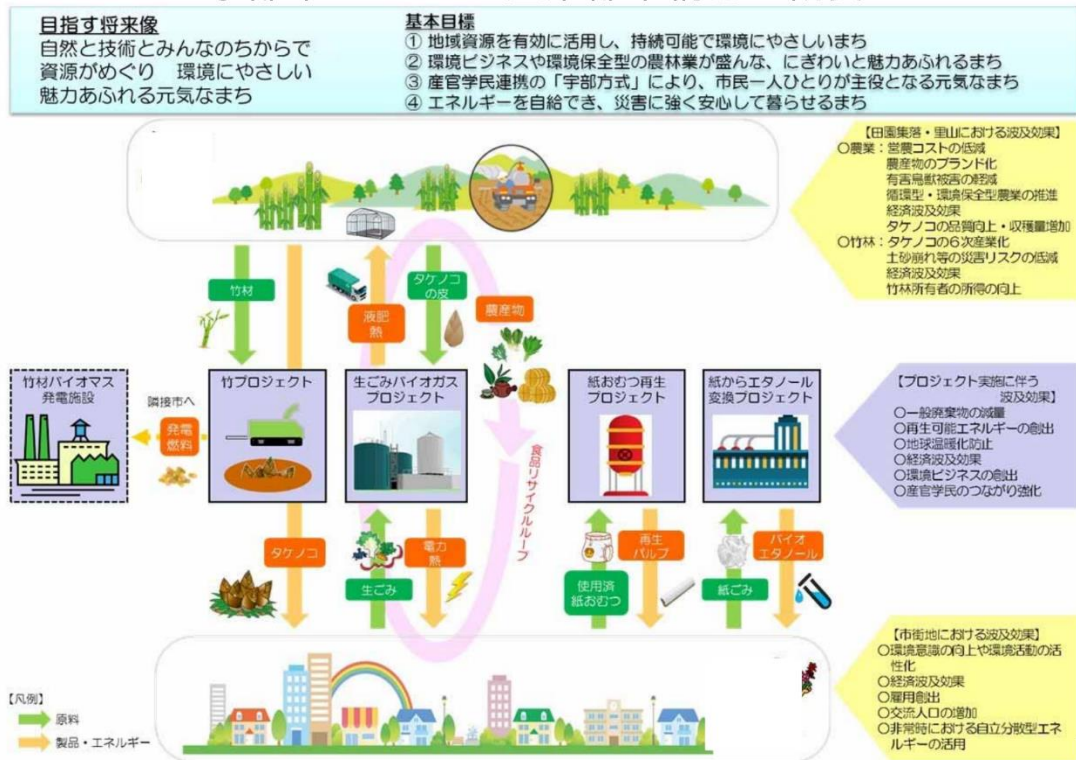 目指す将来像
自然と技術とみんなのちからで
資源がめぐり 環境にやさしい
魅力あふれる元気なまち
基本目標
① 地域資源を有効に活用し、持続可能で環境にやさしいまち
② 環境ビジネスや環境保全型の農林業が盛んな、にぎわいと魅力あふれるまち
③ 産官学民連携の「宇部方式」により、市民一人ひとりが主役となる元気なまち
④ エネルギーを自給でき、災害に強く安心して暮らせるまち
【田園集落・里山における波及効果】
〇農業：営農コストの低減
農産物のブランド化
有害鳥獣被害の軽減
循環型・環境保全型農業の推進
経済波及効果
タケノコの品質向上・収穫量増加
〇竹林：タケノコの6次産業化
土砂崩れ等の災害リスクの低減
経済波及効果
竹林所有者の所得の向上
竹材
液肥
熱
タケノコ
の皮
農産物
竹材バイオマス
発電施設
隣接市へ
発電
燃料
竹プロジェクト
生ごみバイオガス
プロジェクト
食品リサイクルループ
紙おむつ再生
プロジェクト
紙からエタノール
変換プロジェクト
【プロジェクト実施に伴う
波及効果】
〇一般廃棄物の減量
〇再生可能エネルギーの創出
〇地球温暖化防止
〇経済波及効果
〇環境ビジネスの創出
〇産官学民のつながり強化
タケノコ
生ごみ
電力
熱
使用済
紙おむつ
再生
パルプ
紙ごみ
バイオ
エタノール
【市街地における波及効果】
〇環境意識の向上や環境活動の活
性化
〇経済波及効果
〇雇用創出
〇交流人口の増加
〇非常時における自立分散型エネ
ルギーの活用
【凡例】
原料
製品・エネルギー